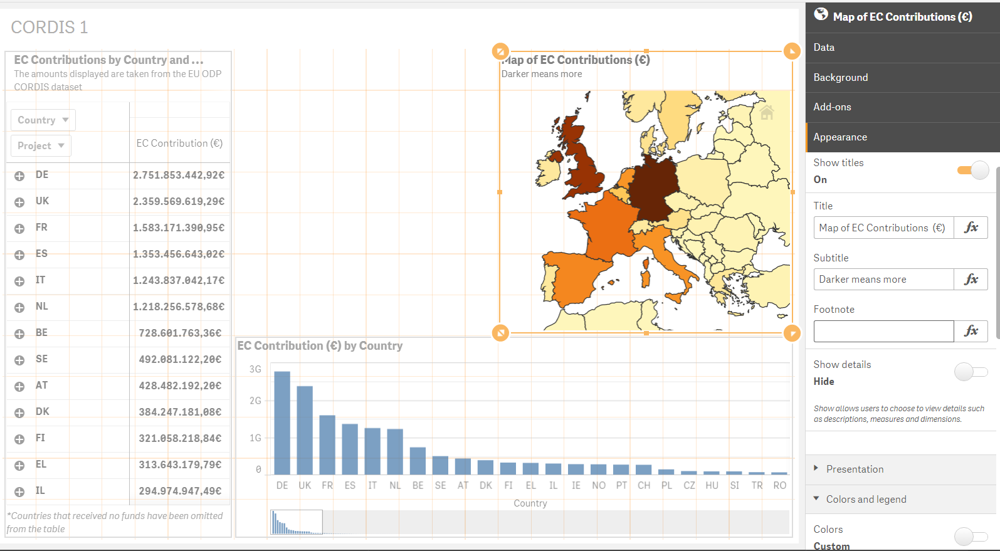 CORDIS 1
EC Contributions by Country and ...
The amounts displayed are taken from the EU ODP
CORDIS dataset
Country
Project
EC Contribution (€)
DE 2.751.853.442,92€
UK 2.359.569.619,29€
FR 1.583.171.390,95€
ES 1.353.456.643,02€
IT 1.243.837.042,17€
NL 1.218.256.578,68€
BE 728.601.763,36€
SE 492.081.122,20€
AT 428.482.192,20€
DK 384.247.181,08€
FI 321.058.218,84€
EL 313.643.179,79€
IL 294.974.947,49€
*Countries that received no funds have been omitted
from the table
Map of EC Contributions (€)
Darker means more
EC Contribution (€) by Country
3G
2G
1G
0
DE UK FR ES IT NL BE SE AT DK FI EL IL IE NO PT CH PL CZ HU SI TR RO
Country
Map of EC Contributions (€)
Data
Background
Add-ons
Appearance
Show titles
On
Title
Map of EC Contributions (€) fx
Subtitle
Darker means more fx
Footnote
fx
Show details
Hide
Show allows users to choose to view details such
as descriptions, measures and dimensions.
Presentation
Colors and legend
Colors
Custom